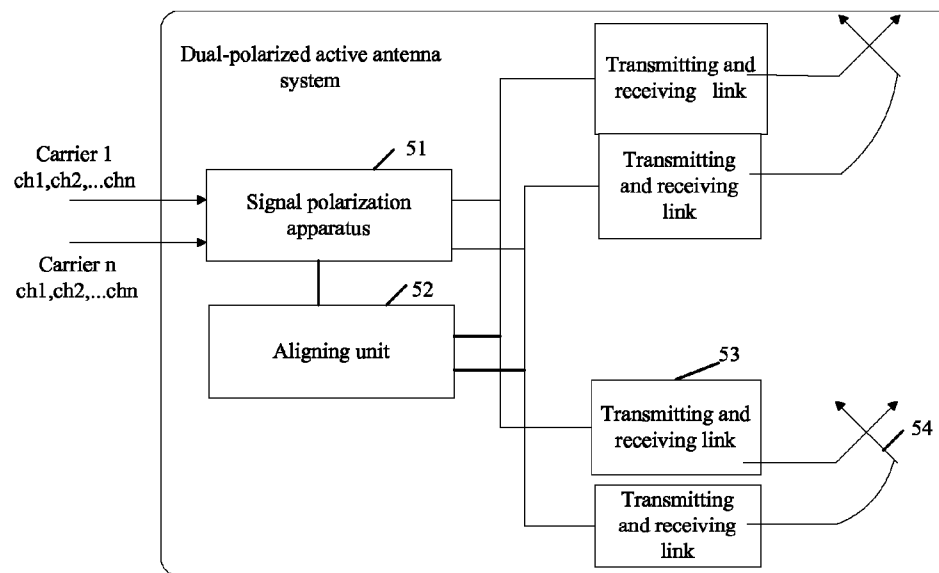 Dual-polarized active antenna
system
Transmitting and
receiving link
Carrier 1
ch1,ch2,...chn
51
Signal polarization
apparatus
Transmitting
and receiving
link
Carrier n
ch1,ch2,...chn
52
Aligning unit
53
Transmitting and
receiving link
54
Transmitting
and receiving
link